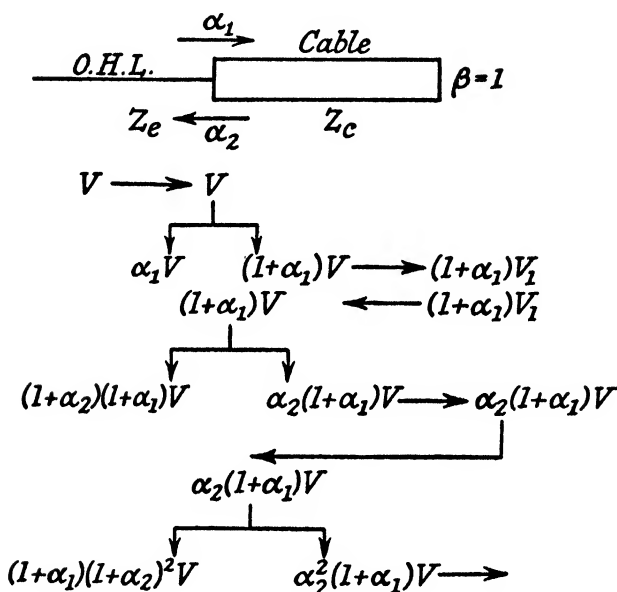 α₁ Cable
O.H.L. β=1
Zₑ α₂ Z꜀
V V
α₁V (1+α₁)V (1+α₁)V₁
(1+α₁)V (1+α₁)V₁
(1+α₂)(1+α₁)V α₂(1+α₁)V α₂(1+α₁)V
α₂(1+α₁)V
(1+α₁)(1+α₂)²V α₂²(1+α₁)V